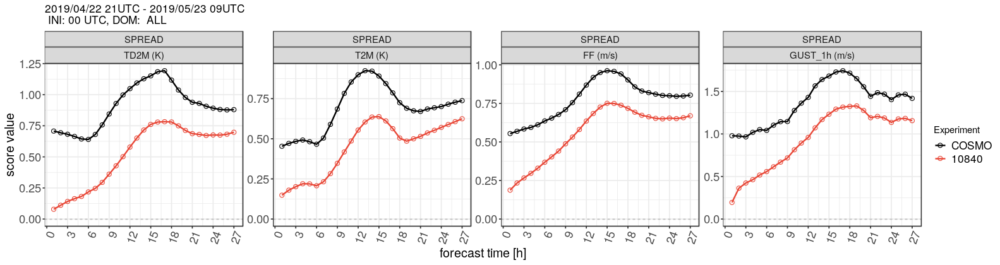 2019/04/22 21UTC - 2019/05/23 09UTC
INI: 00 UTC, DOM: ALL
SPREAD SPREAD SPREAD SPREAD
TD2M (K) T2M (K) FF (m/s) GUST_1h (m/s)
score value
1.25
1.00
0.75
0.50
0.25
0.00
0 3 6 9 12 15 18 21 24 27
0.75
0.50
0.25
0.00
0 3 6 9 12 15 18 21 24 27
1.00
0.75
0.50
0.25
0.00
0 3 6 9 12 15 18 21 24 27
1.5
1.0
0.5
0.0
0 3 6 9 12 15 18 21 24 27
forecast time [h]
Experiment
COSMO
10840